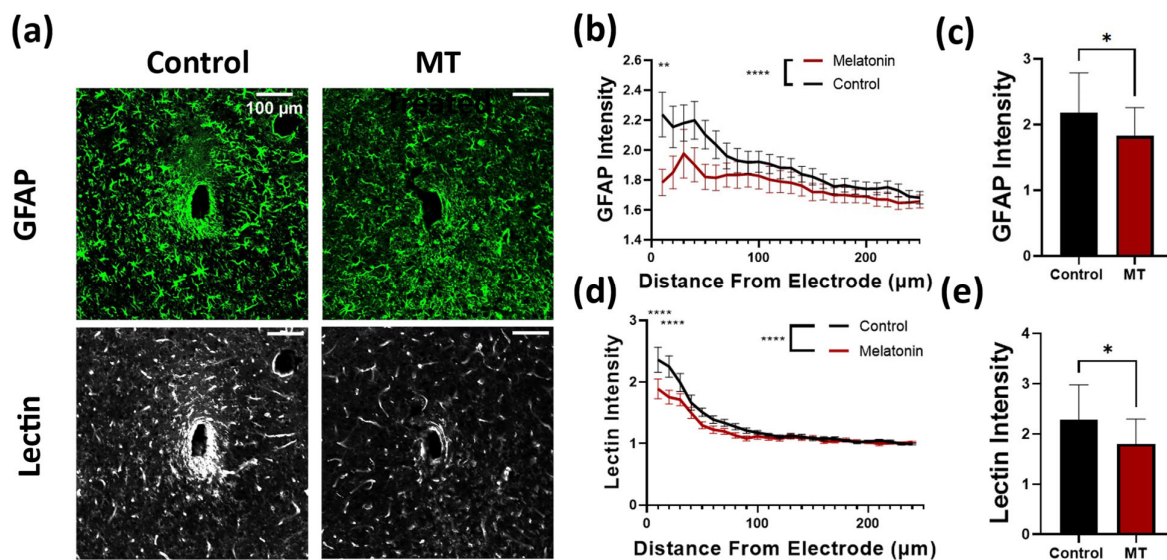 (a)
Control
MT
GFAP
100 µm
Treated
Lectin
(b)
2.6
2.4
2.2
2.0
1.8
1.6
1.4
GFAP Intensity
**
****
Melatonin
Control
0
100
200
Distance From Electrode (µm)
(c)
3
2
1
0
GFAP Intensity
*
Control
MT
(d)
3
2
1
0
Lectin Intensity
****
****
****
Control
Melatonin
0
100
200
Distance From Electrode (µm)
(e)
4
3
2
1
0
Lectin Intensity
*
Control
MT